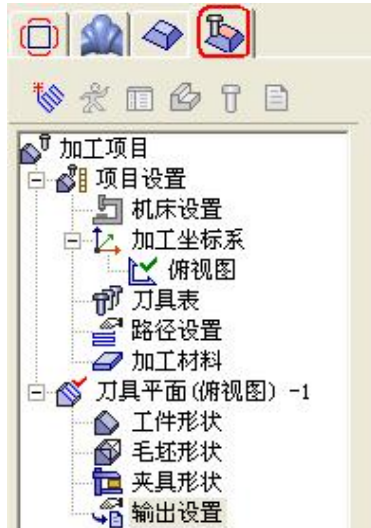 加工项目
项目设置
机床设置
加工坐标系
俯视图
刀具表
路径设置
加工材料
刀具平面(俯视图) -1
工件形状
毛坯形状
夹具形状
输出设置